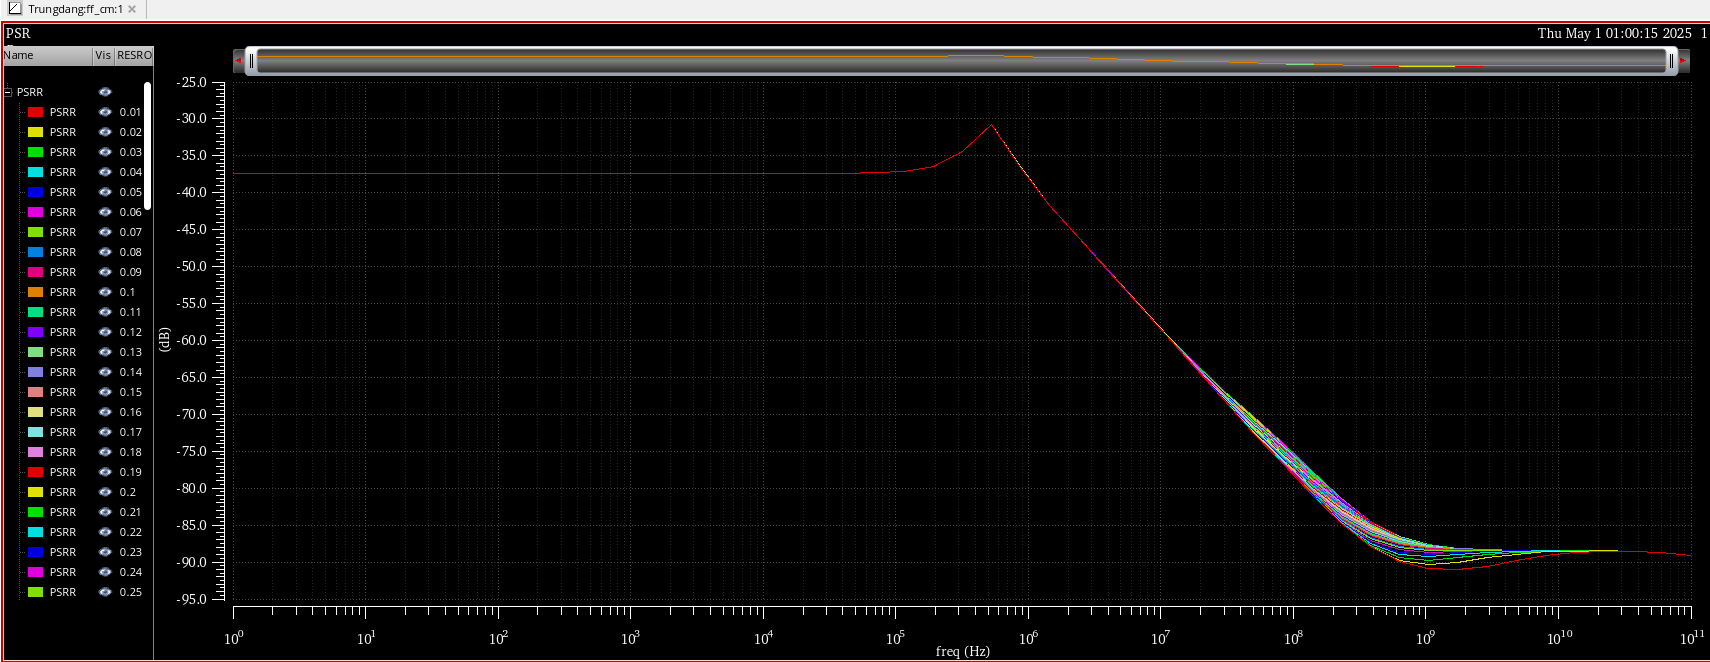 Trungdang:ff_cm:1
PSR
Thu May 1 01:00:15 2025 1
Name Vis RESRO
PSRR
PSRR 0.01
PSRR 0.02
PSRR 0.03
PSRR 0.04
PSRR 0.05
PSRR 0.06
PSRR 0.07
PSRR 0.08
PSRR 0.09
PSRR 0.1
PSRR 0.11
PSRR 0.12
PSRR 0.13
PSRR 0.14
PSRR 0.15
PSRR 0.16
PSRR 0.17
PSRR 0.18
PSRR 0.19
PSRR 0.2
PSRR 0.21
PSRR 0.22
PSRR 0.23
PSRR 0.24
PSRR 0.25
(dB)
-25.0
-30.0
-35.0
-40.0
-45.0
-50.0
-55.0
-60.0
-65.0
-70.0
-75.0
-80.0
-85.0
-90.0
-95.0
10⁰ 10¹ 10² 10³ 10⁴ 10⁵ 10⁶ 10⁷ 10⁸ 10⁹ 10¹⁰ 10¹¹
freq (Hz)